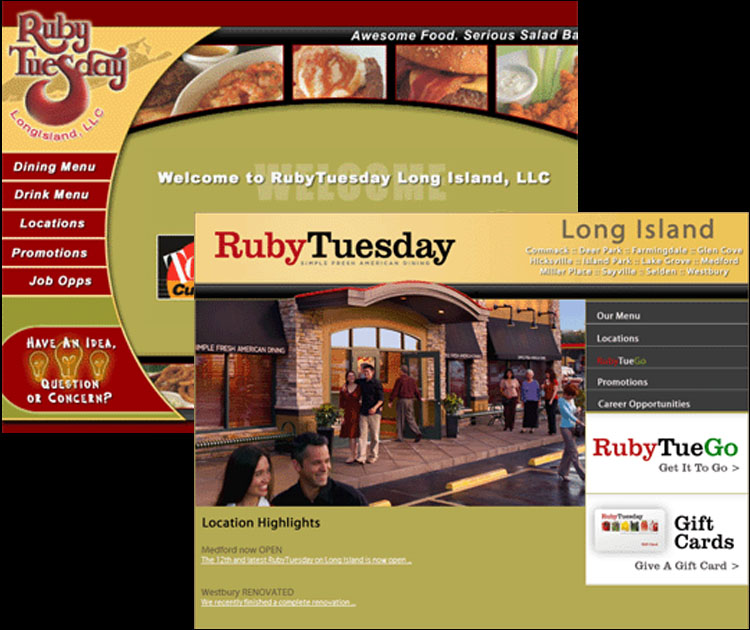 Ruby
Tuesday
LongIsland, LLC
Awesome Food. Serious Salad Ba
WELCOME
Welcome to RubyTuesday Long Island, LLC
Dining Menu
Drink Menu
Locations
Promotions
Job Opps
HAVE AN IDEA,
QUESTION
OR CONCERN?
Cu
RubyTuesday
SIMPLE FRESH AMERICAN DINING
Long Island
Commack :: Deer Park :: Farmingdale :: Glen Cove
Hicksville :: Island Park :: Lake Grove :: Medford
Miller Place :: Sayville :: Selden :: Westbury
IMPLE FRESH AMERICAN DINING
Our Menu
Locations
RubyTueGo
Promotions
Career Opportunities
RubyTueGo
Get It To Go >
RubyTuesday
Gift
Cards
Give A Gift Card >
Location Highlights
Medford now OPEN
The 12th and latest RubyTuesday on Long Island is now open ...
Westbury RENOVATED
We recently finished a complete renovation ...